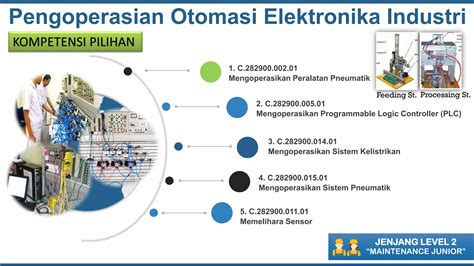 Pengoperasian Otomasi Elektronika Industri
KOMPETENSI PILIHAN
1. C.282900.002.01
Mengoperasikan Peralatan Pneumatik
Feeding St. Processing St.
2. C.282900.005.01
Mengoperasikan Programmable Logic Controller (PLC)
3. C.282900.014.01
Mengoperasikan Sistem Kelistrikan
4. C.282900.015.01
Mengoperasikan Sistem Pneumatik
5. C.282900.011.01
Memelihara Sensor
JENJANG LEVEL 2
“MAINTENANCE JUNIOR”